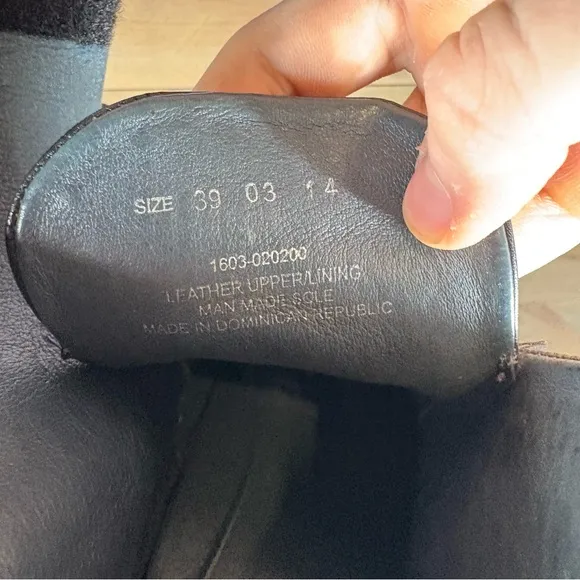 SIZE 39 03 14
1603-020200
LEATHER UPPER/LINING
MAN MADE SOLE
MADE IN DOMINICAN REPUBLIC